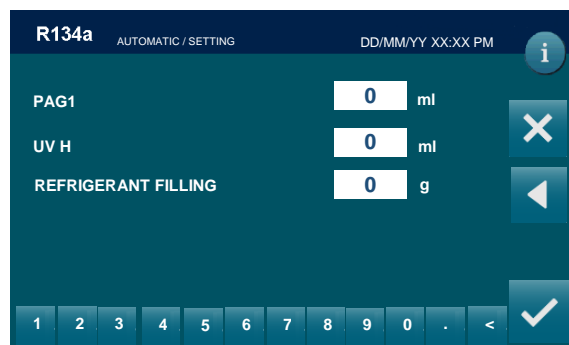 R134a AUTOMATIC / SETTING DD/MM/YY XX:XX PM i
PAG1 0 ml
UV H 0 ml
REFRIGERANT FILLING 0 g
1 2 3 4 5 6 7 8 9 0 . <